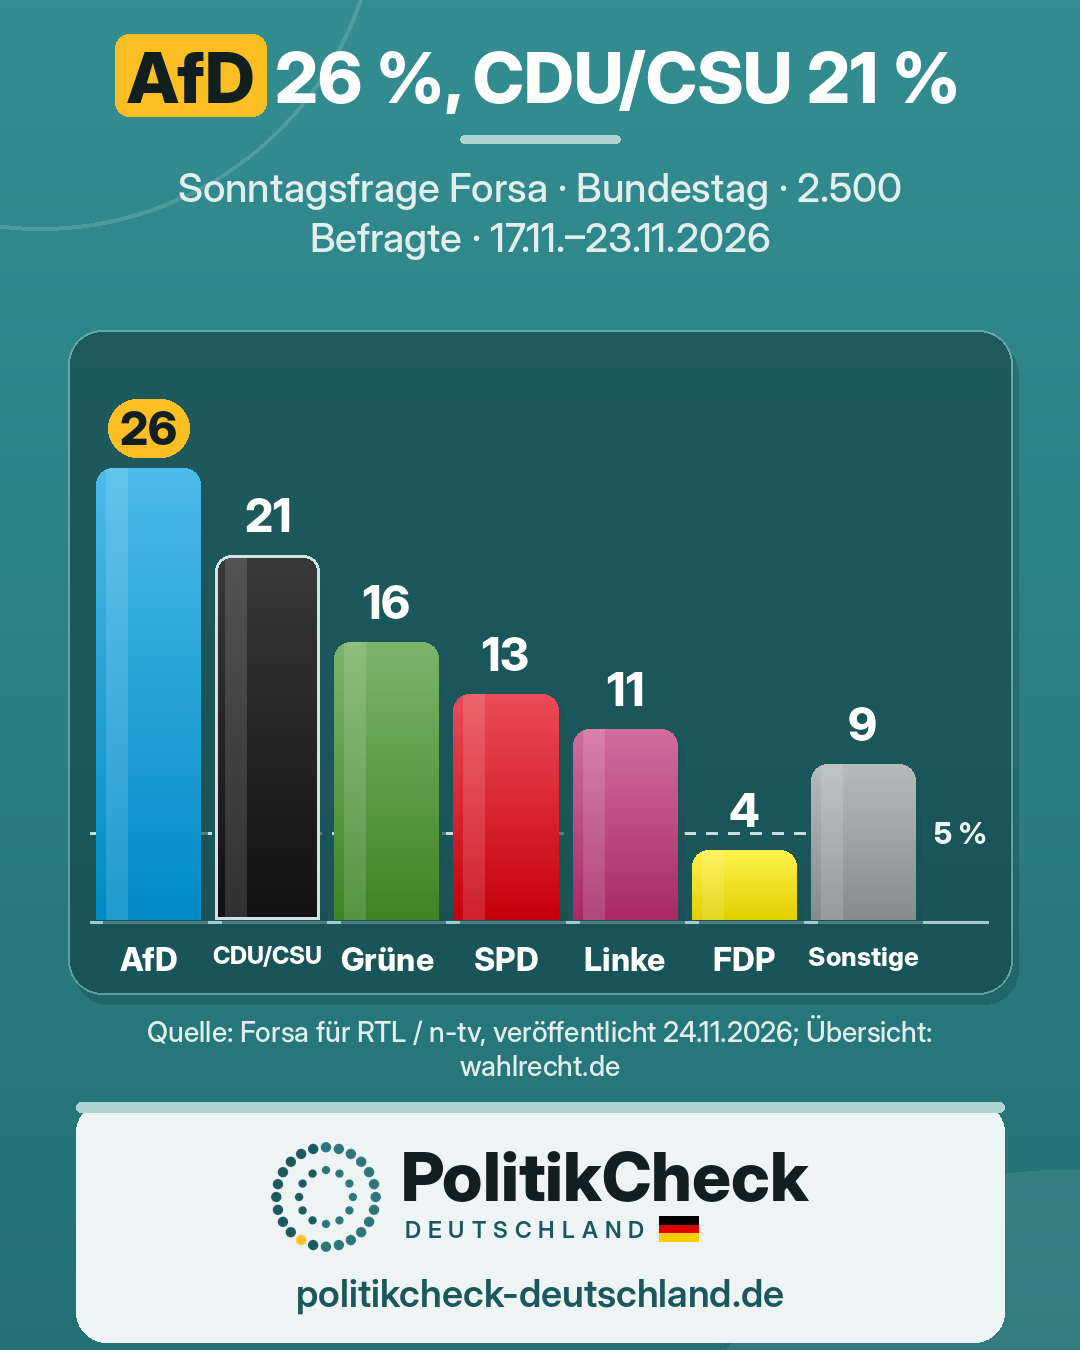 AfD 26 %, CDU/CSU 21 %
Sonntagsfrage Forsa · Bundestag · 2.500
Befragte · 17.11.–23.11.2026
26
21
16
13
11
4
9
5 %
AfD CDU/CSU Grüne SPD Linke FDP Sonstige
Quelle: Forsa für RTL / n-tv, veröffentlicht 24.11.2026; Übersicht:
wahlrecht.de
PolitikCheck
DEUTSCHLAND
politikcheck-deutschland.de